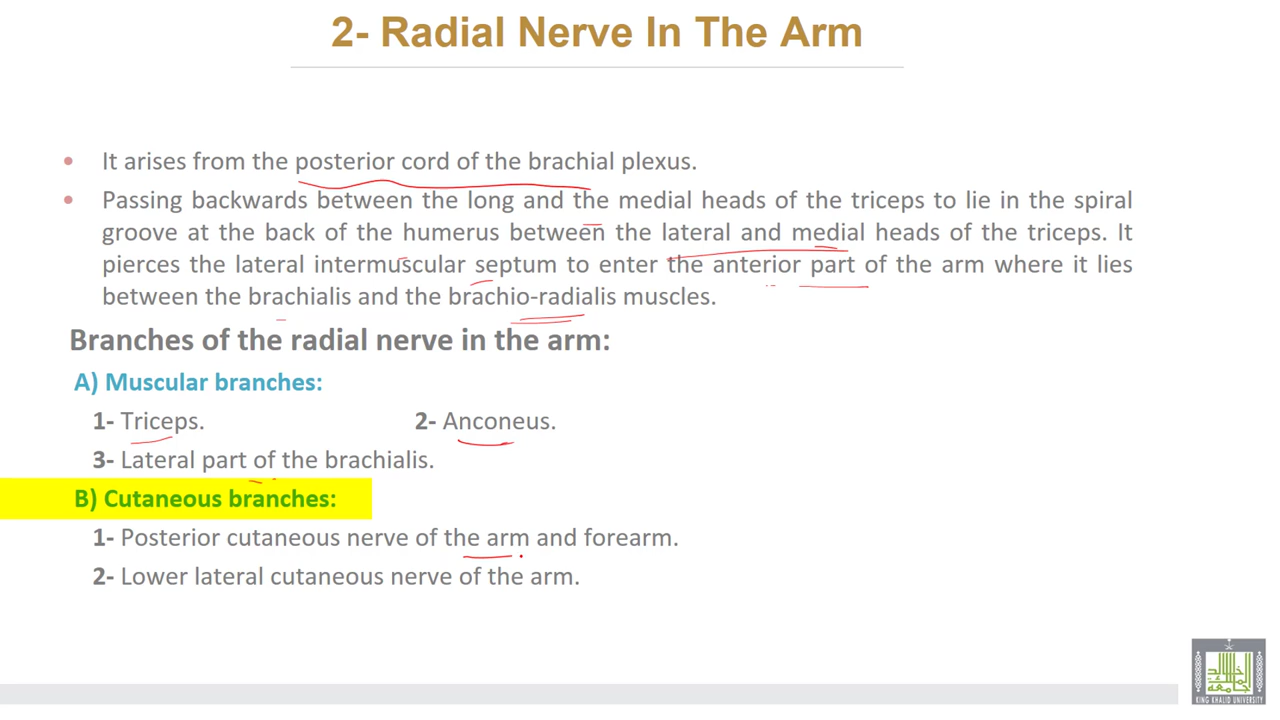 2- Radial Nerve In The Arm
• It arises from the posterior cord of the brachial plexus.
• Passing backwards between the long and the medial heads of the triceps to lie in the spiral
groove at the back of the humerus between the lateral and medial heads of the triceps. It
pierces the lateral intermuscular septum to enter the anterior part of the arm where it lies
between the brachialis and the brachio-radialis muscles.
Branches of the radial nerve in the arm:
A) Muscular branches:
1- Triceps. 2- Anconeus.
3- Lateral part of the brachialis.
B) Cutaneous branches:
1- Posterior cutaneous nerve of the arm and forearm.
2- Lower lateral cutaneous nerve of the arm.
KING KHALID UNIVERSITY